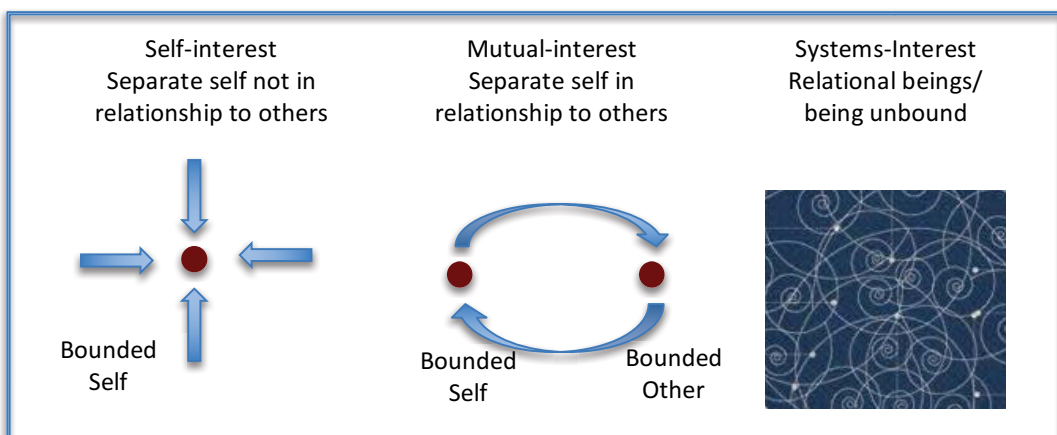 Self-interest
Separate self not in
relationship to others
Mutual-interest
Separate self in
relationship to others
Systems-Interest
Relational beings/
being unbound
Bounded
Self
Bounded
Self
Bounded
Other